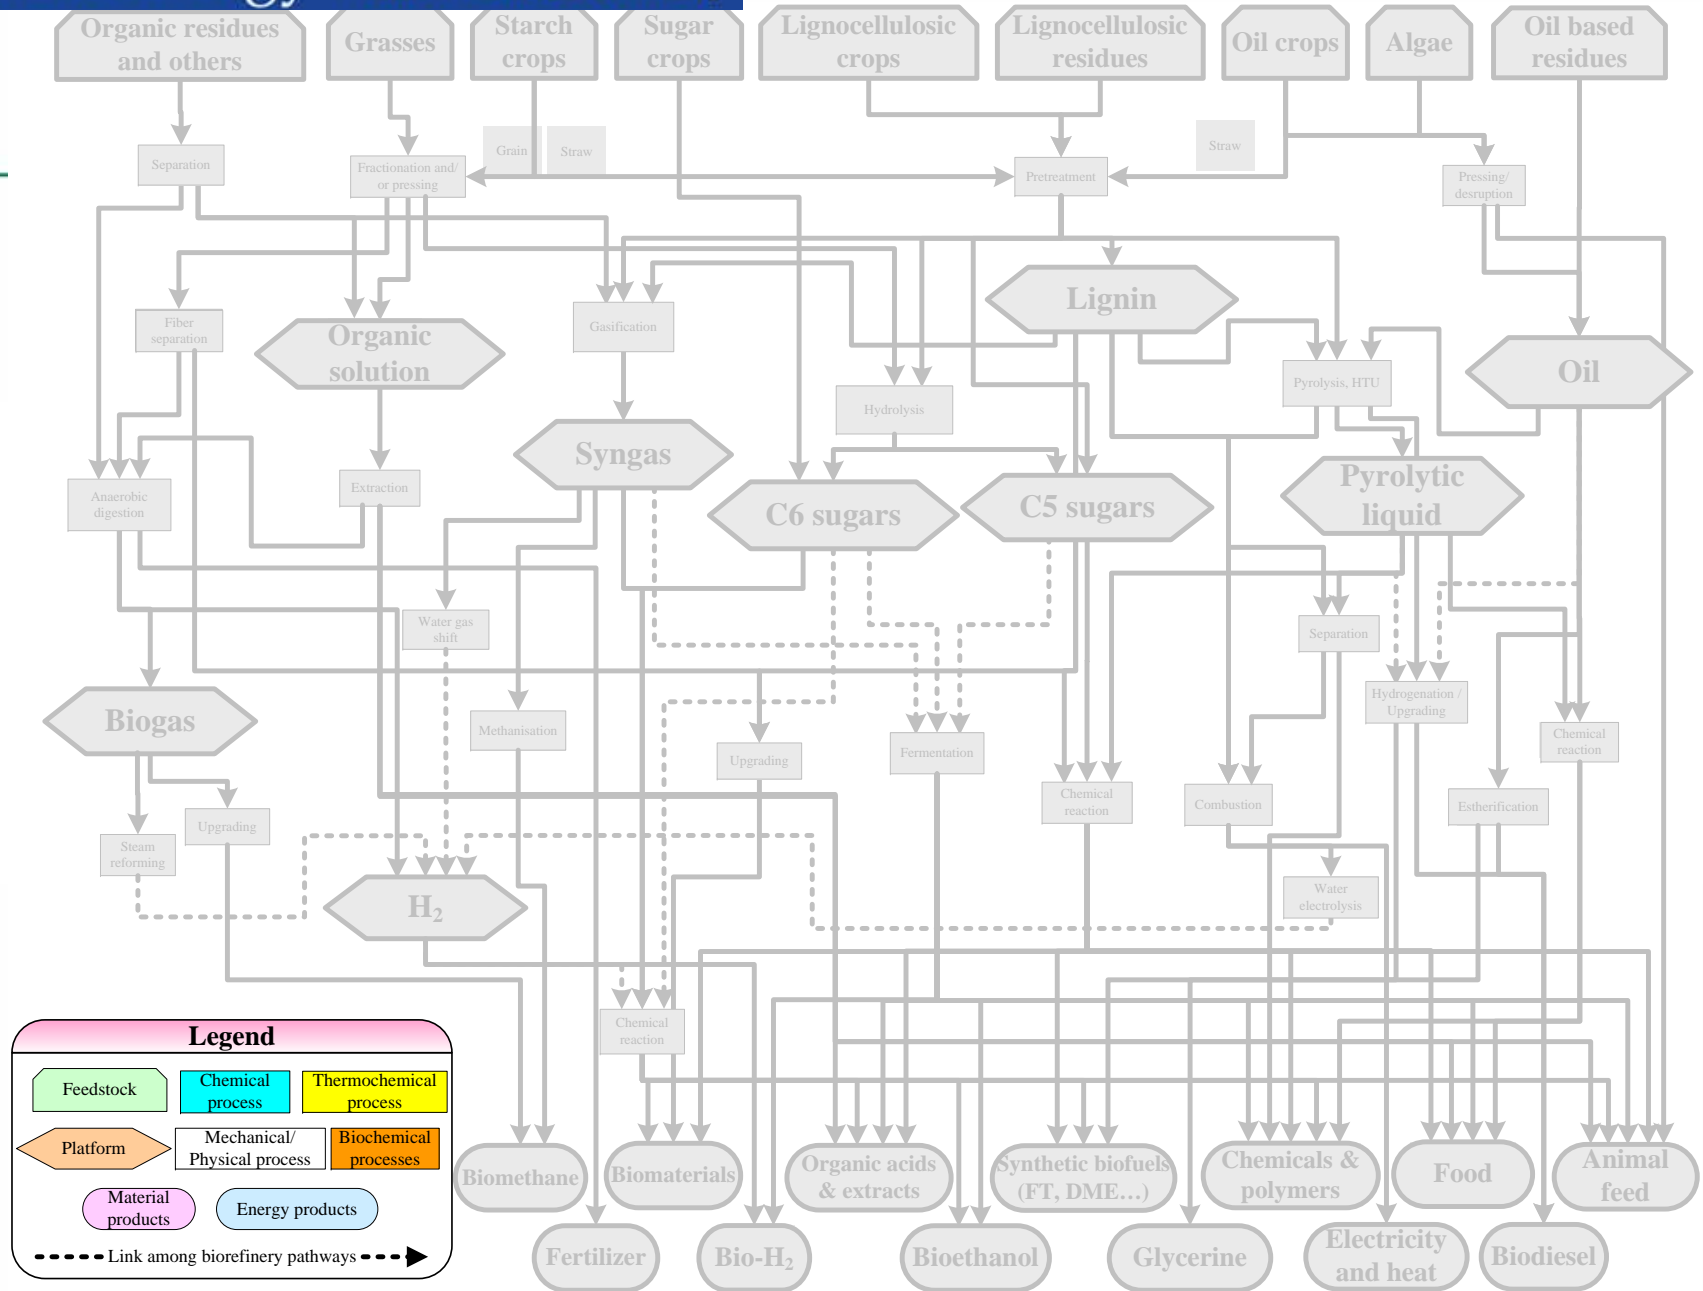 Organic residues
and others
Grasses
Starch
crops
Sugar
crops
Lignocellulosic
crops
Lignocellulosic
residues
Oil crops
Algae
Oil based
residues
Separation
Fractionation and/
or pressing
Grain
Straw
Pretreatment
Straw
Pressing/
desruption
Fiber
separation
Organic
solution
Gasification
Lignin
Hydrolysis
Pyrolysis, HTU
Oil
Syngas
Anaerobic
digestion
Extraction
C6 sugars
C5 sugars
Pyrolytic
liquid
Water gas
shift
Separation
Biogas
Methanisation
Upgrading
Fermentation
Hydrogenation /
Upgrading
Chemical
reaction
Steam
reforming
Upgrading
Chemical
reaction
Combustion
Estherification
H2
Water
electrolysis
Chemical
reaction
Legend
Feedstock
Chemical
process
Thermochemical
process
Platform
Mechanical/
Physical process
Biochemical
processes
Material
products
Energy products
Link among biorefinery pathways
Biomethane
Biomaterials
Organic acids
& extracts
Synthetic biofuels
(FT, DME…)
Chemicals &
polymers
Food
Animal
feed
Fertilizer
Bio-H2
Bioethanol
Glycerine
Electricity
and heat
Biodiesel